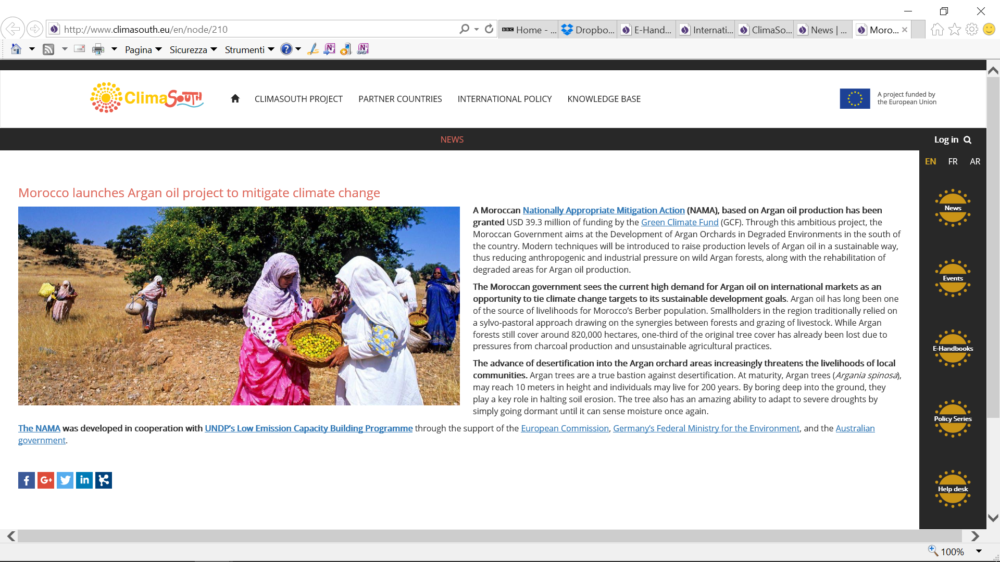 http://www.climasouth.eu/en/node/210
BBC Home - ...
Dropbo...
E-Hand...
Internati...
ClimaSo...
News | ...
Moro...
Pagina
Sicurezza
Strumenti
ClimaSouth
CLIMASOUTH PROJECT
PARTNER COUNTRIES
INTERNATIONAL POLICY
KNOWLEDGE BASE
A project funded by
the European Union
NEWS
Log in
EN FR AR
Morocco launches Argan oil project to mitigate climate change
A Moroccan Nationally Appropriate Mitigation Action (NAMA), based on Argan oil production has been
granted USD 39.3 million of funding by the Green Climate Fund (GCF). Through this ambitious project, the
Moroccan Government aims at the Development of Argan Orchards in Degraded Environments in the south of
the country. Modern techniques will be introduced to raise production levels of Argan oil in a sustainable way,
thus reducing anthropogenic and industrial pressure on wild Argan forests, along with the rehabilitation of
degraded areas for Argan oil production.
The Moroccan government sees the current high demand for Argan oil on international markets as an
opportunity to tie climate change targets to its sustainable development goals. Argan oil has long been one
of the source of livelihoods for Morocco’s Berber population. Smallholders in the region traditionally relied on
a sylvo-pastoral approach drawing on the synergies between forests and grazing of livestock. While Argan
forests still cover around 820,000 hectares, one-third of the original tree cover has already been lost due to
pressures from charcoal production and unsustainable agricultural practices.
The advance of desertification into the Argan orchard areas increasingly threatens the livelihoods of local
communities. Argan trees are a true bastion against desertification. At maturity, Argan trees (Argania spinosa),
may reach 10 meters in height and individuals may live for 200 years. By boring deep into the ground, they
play a key role in halting soil erosion. The tree also has an amazing ability to adapt to severe droughts by
simply going dormant until it can sense moisture once again.
The NAMA was developed in cooperation with UNDP’s Low Emission Capacity Building Programme through the support of the European Commission, Germany’s Federal Ministry for the Environment, and the Australian
government.
f
G+
in
News
Events
E-Handbooks
Policy Series
Help desk
100%